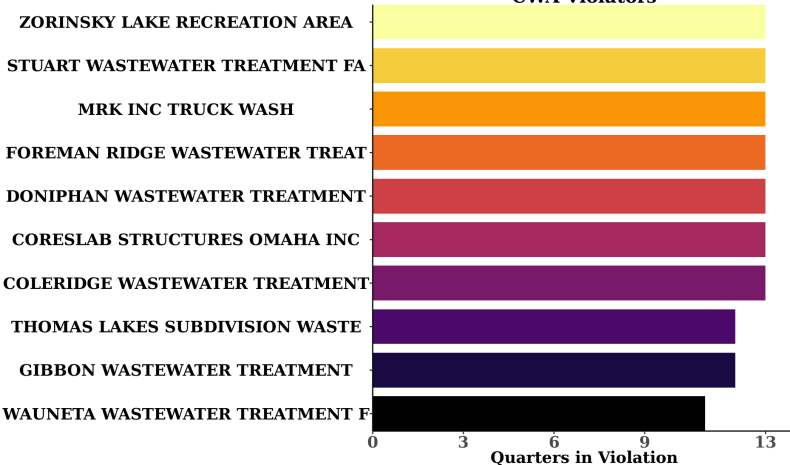 CWA Violators
ZORINSKY LAKE RECREATION AREA
STUART WASTEWATER TREATMENT FA
MRK INC TRUCK WASH
FOREMAN RIDGE WASTEWATER TREAT
DONIPHAN WASTEWATER TREATMENT
CORESLAB STRUCTURES OMAHA INC
COLERIDGE WASTEWATER TREATMENT
THOMAS LAKES SUBDIVISION WASTE
GIBBON WASTEWATER TREATMENT
WAUNETA WASTEWATER TREATMENT F
0 3 6 9 13
Quarters in Violation